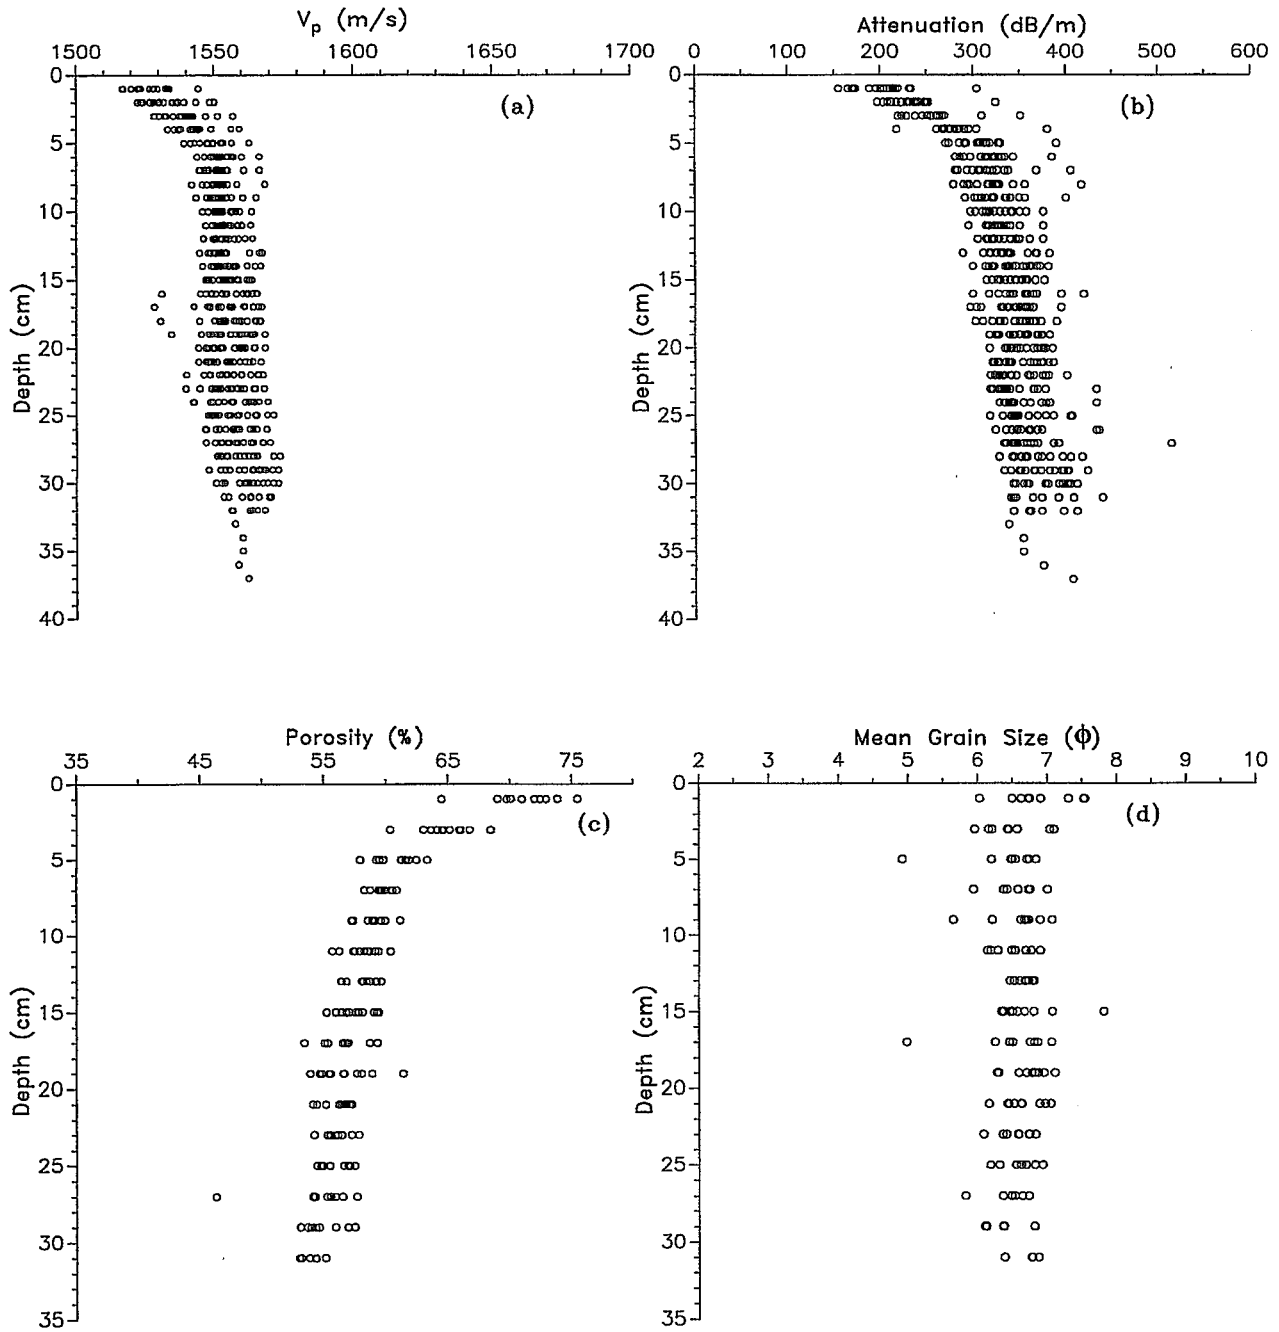 V_p (m/s)
1500 1550 1600 1650 1700
0
5
10
15
20
25
30
35
40
Depth (cm)
(a)
Attenuation (dB/m)
0 100 200 300 400 500 600
0
5
10
15
20
25
30
35
40
Depth (cm)
(b)
Porosity (%)
35 45 55 65 75
0
5
10
15
20
25
30
35
Depth (cm)
(c)
Mean Grain Size (ϕ)
2 3 4 5 6 7 8 9 10
0
5
10
15
20
25
30
35
Depth (cm)
(d)